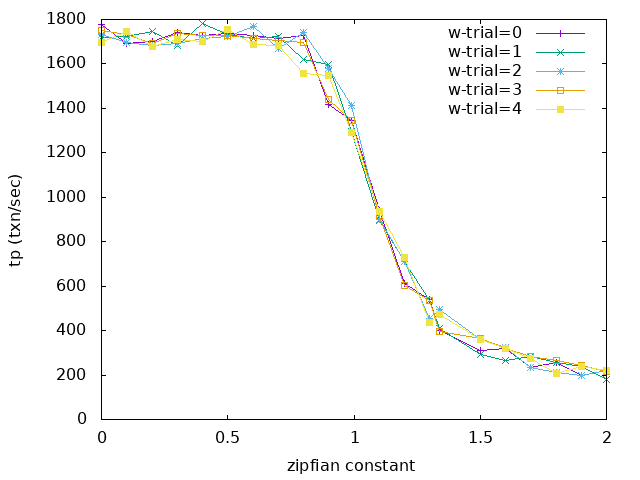 1800
1600
1400
1200
1000
800
600
400
200
0
tp (txn/sec)
w-trial=0
w-trial=1
w-trial=2
w-trial=3
w-trial=4
0 0.5 1 1.5 2
zipfian constant